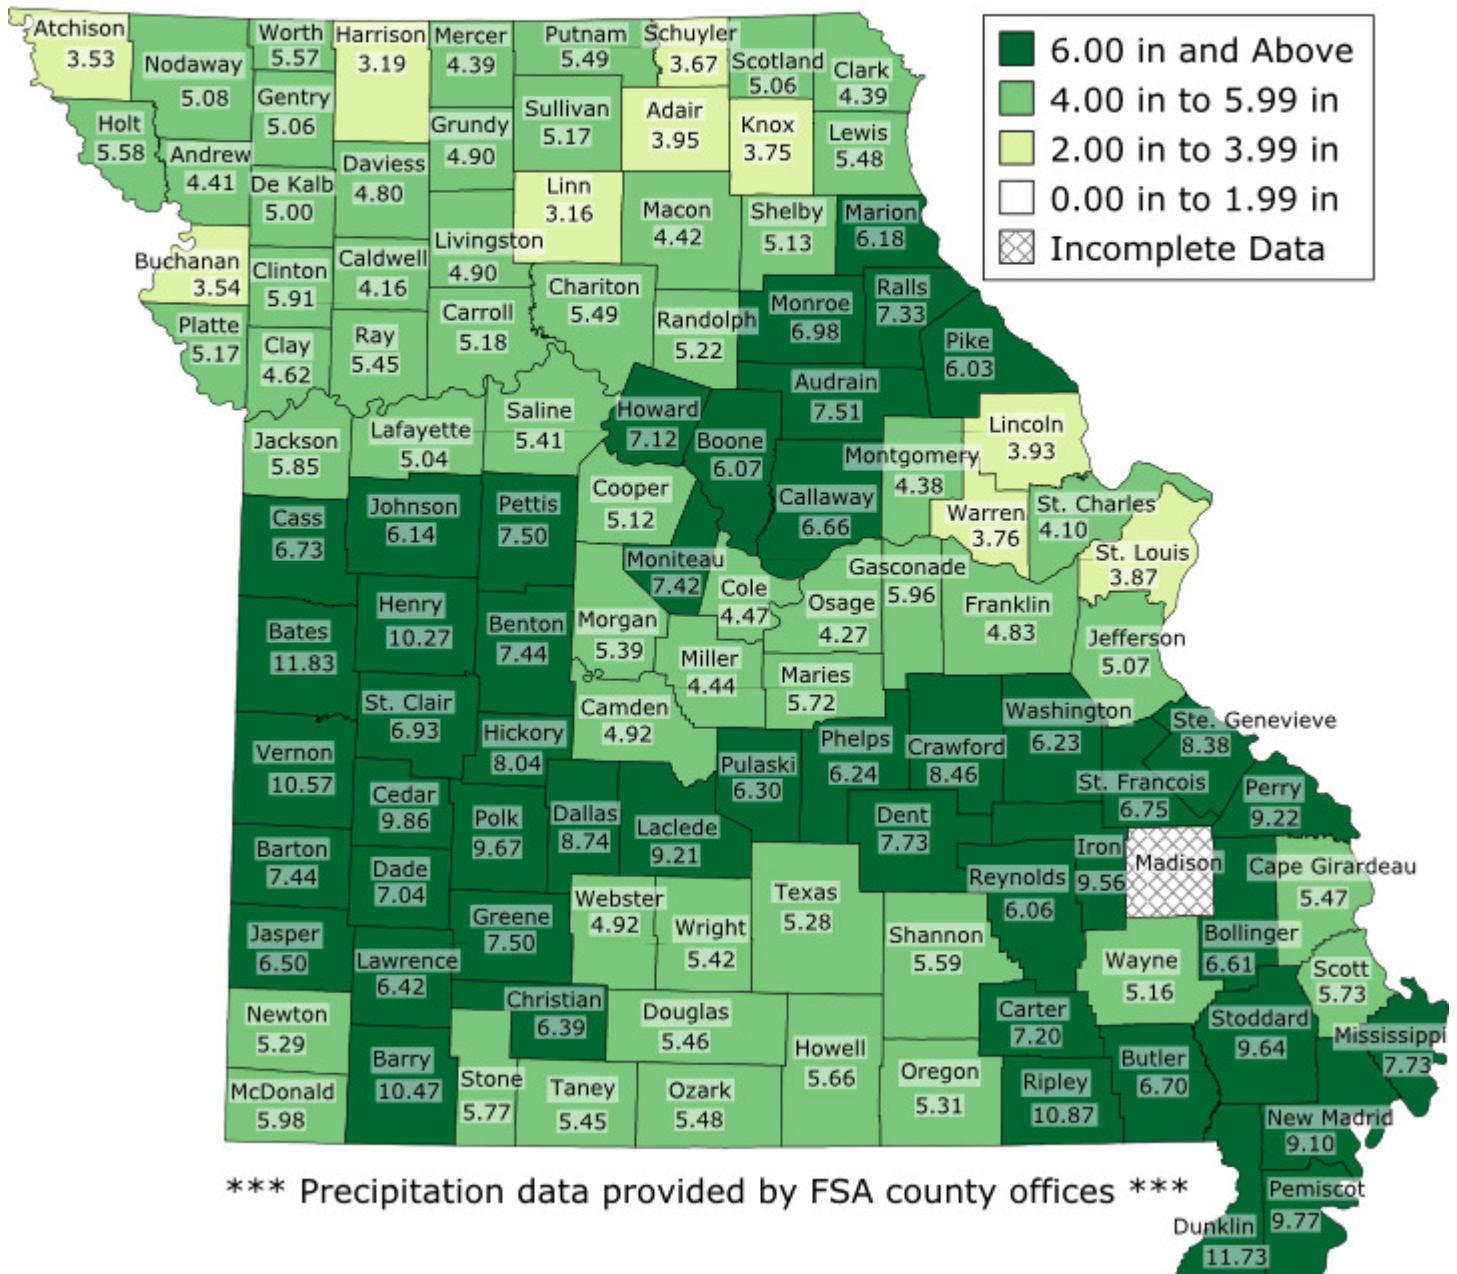 6.00 in and Above
4.00 in to 5.99 in
2.00 in to 3.99 in
0.00 in to 1.99 in
Incomplete Data
Atchison
3.53
Nodaway
5.08
Worth
5.57
Harrison
3.19
Mercer
4.39
Putnam
5.49
Schuyler
3.67
Scotland
5.06
Clark
4.39
Holt
5.58
Andrew
4.41
Gentry
5.06
De Kalb
5.00
Daviess
4.80
Grundy
4.90
Sullivan
5.17
Adair
3.95
Knox
3.75
Lewis
5.48
Buchanan
3.54
Clinton
5.91
Caldwell
4.16
Livingston
4.90
Linn
3.16
Macon
4.42
Shelby
5.13
Marion
6.18
Platte
5.17
Clay
4.62
Ray
5.45
Carroll
5.18
Chariton
5.49
Randolph
5.22
Monroe
6.98
Ralls
7.33
Pike
6.03
Jackson
5.85
Lafayette
5.04
Saline
5.41
Howard
7.12
Boone
6.07
Audrain
7.51
Callaway
6.66
Montgomery
4.38
Lincoln
3.93
Warren
3.76
St. Charles
4.10
St. Louis
3.87
Cass
6.73
Johnson
6.14
Pettis
7.50
Cooper
5.12
Moniteau
7.42
Cole
4.47
Osage
4.27
Gasconade
5.96
Franklin
4.83
Jefferson
5.07
Bates
11.83
Henry
10.27
Benton
7.44
Morgan
5.39
Miller
4.44
Maries
5.72
Camden
4.92
St. Clair
6.93
Hickory
8.04
Vernon
10.57
Cedar
9.86
Polk
9.67
Dallas
8.74
Laclede
9.21
Pulaski
6.30
Phelps
6.24
Crawford
8.46
Washington
6.23
Ste. Genevieve
8.38
St. Francois
6.75
Perry
9.22
Dent
7.73
Iron
9.56
Madison
Cape Girardeau
5.47
Barton
7.44
Dade
7.04
Greene
7.50
Webster
4.92
Wright
5.42
Texas
5.28
Shannon
5.59
Reynolds
6.06
Wayne
5.16
Bollinger
6.61
Scott
5.73
Jasper
6.50
Lawrence
6.42
Christian
6.39
Douglas
5.46
Howell
5.66
Carter
7.20
Stoddard
9.64
Mississippi
7.73
Newton
5.29
McDonald
5.98
Barry
10.47
Stone
5.77
Taney
5.45
Ozark
5.48
Oregon
5.31
Ripley
10.87
Butler
6.70
New Madrid
9.10
Pemiscot
9.77
Dunklin
11.73
*** Precipitation data provided by FSA county offices ***